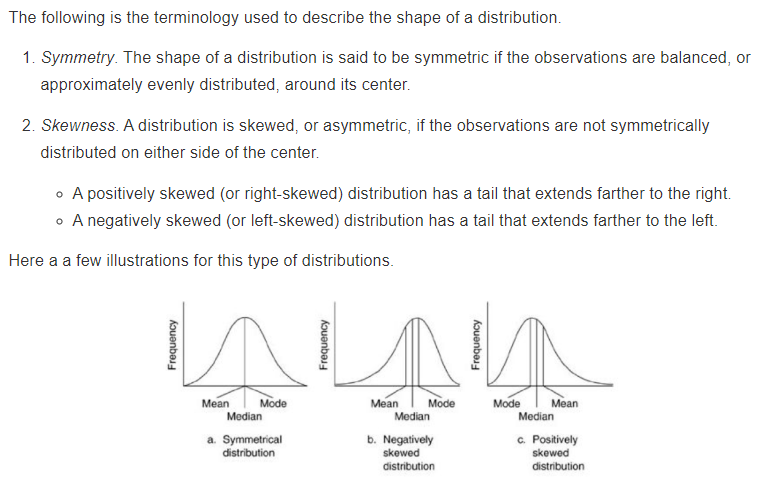 The following is the terminology used to describe the shape of a distribution.
1. Symmetry. The shape of a distribution is said to be symmetric if the observations are balanced, or
approximately evenly distributed, around its center.
2. Skewness. A distribution is skewed, or asymmetric, if the observations are not symmetrically
distributed on either side of the center.
◦ A positively skewed (or right-skewed) distribution has a tail that extends farther to the right.
◦ A negatively skewed (or left-skewed) distribution has a tail that extends farther to the left.
Here a a few illustrations for this type of distributions.
Frequency
Mean Mode
Median
a. Symmetrical
distribution
Frequency
Mean Mode
Median
b. Negatively
skewed
distribution
Frequency
Mode Mean
Median
c. Positively
skewed
distribution